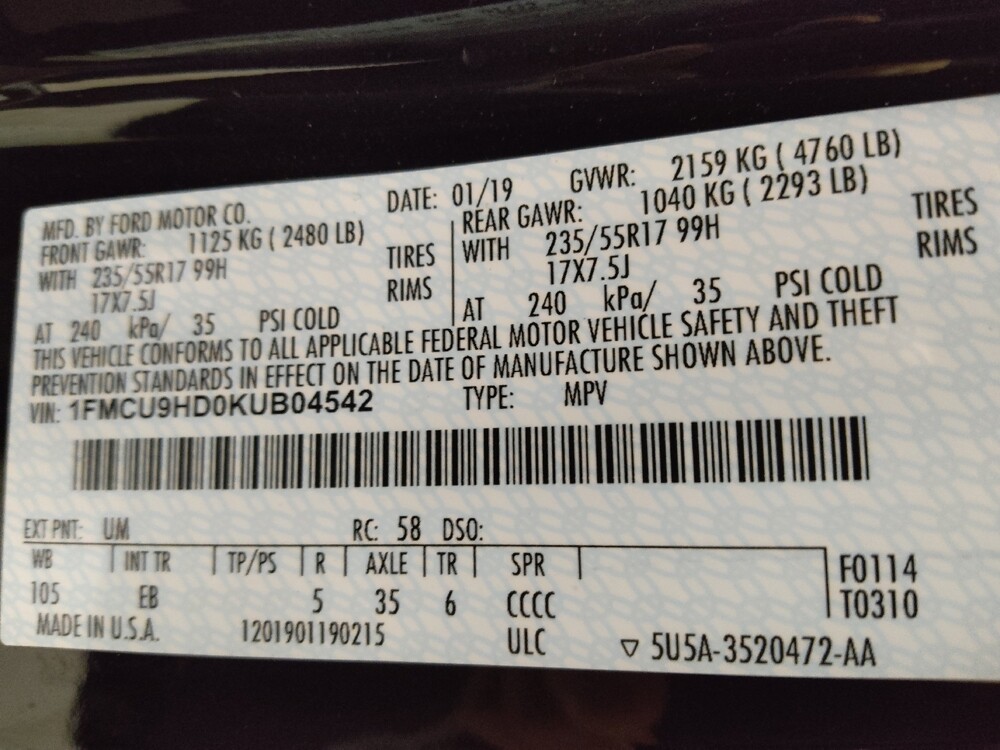 MFD. BY FORD MOTOR CO. DATE: 01/19 GVWR: 2159 KG ( 4760 LB)
FRONT GAWR: 1125 KG ( 2480 LB) REAR GAWR: 1040 KG ( 2293 LB)
WITH 235/55R17 99H TIRES WITH 235/55R17 99H TIRES
17X7.5J RIMS 17X7.5J RIMS
AT 240 kPa/ 35 PSI COLD AT 240 kPa/ 35 PSI COLD
THIS VEHICLE CONFORMS TO ALL APPLICABLE FEDERAL MOTOR VEHICLE SAFETY AND THEFT
PREVENTION STANDARDS IN EFFECT ON THE DATE OF MANUFACTURE SHOWN ABOVE.
VIN: 1FMCU9HD0KUB04542 TYPE: MPV
EXT PNT: UM RC: 58 DSO:
WB INT TR TP/PS R AXLE TR SPR F0114
105 EB 5 35 6 CCCC T0310
MADE IN U.S.A. 1201901190215 ULC ▽ 5U5A-3520472-AA